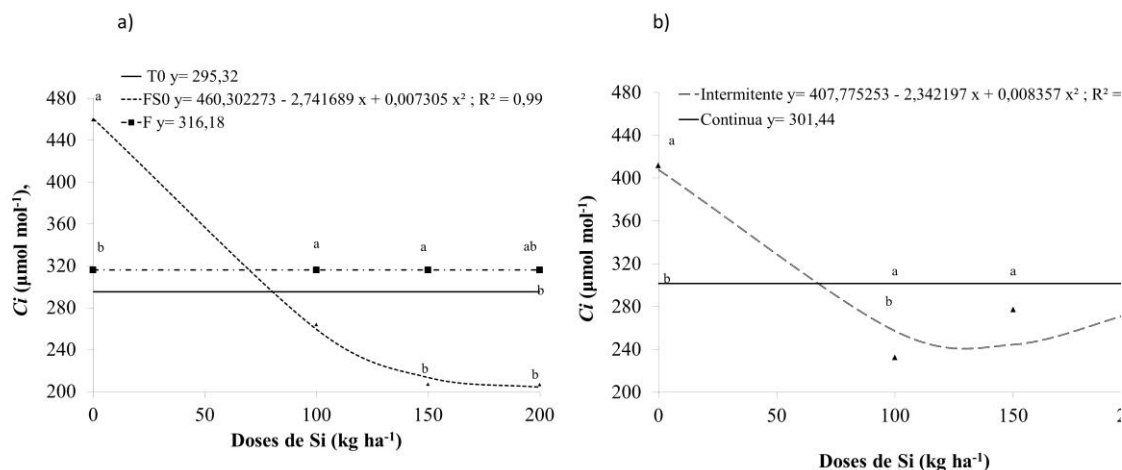 a)
T0 y= 295,32
FS0 y= 460,302273 - 2,741689 x + 0,007305 x² ; R² = 0,99
F y= 316,18
480
440
400
360
320
280
240
200
a
b
a
a
ab
b
b
b
0
50
100
150
200
Ci (µmol mol⁻¹),
Doses de Si (kg ha⁻¹)
b)
Intermitente y= 407,775253 - 2,342197 x + 0,008357 x² ; R² =
Continua y= 301,44
480
440
400
360
320
280
240
200
a
b
a
b
a
0
50
100
150
Ci (µmol mol⁻¹)
Doses de Si (kg ha⁻¹)